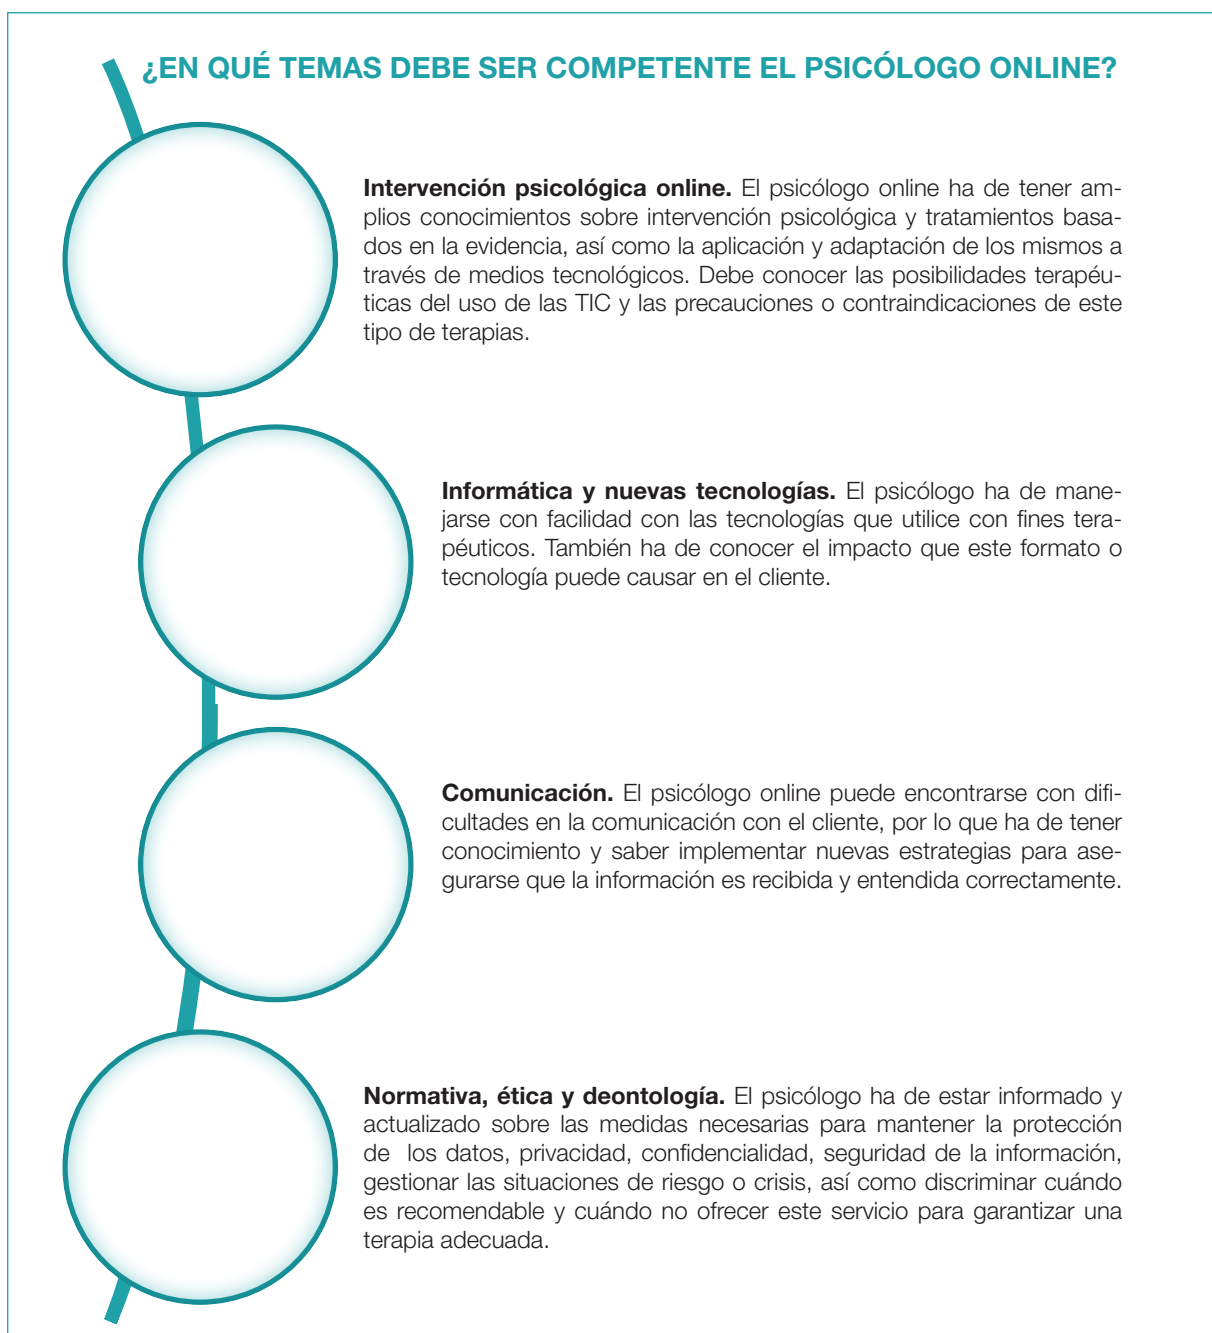 ¿EN QUÉ TEMAS DEBE SER COMPETENTE EL PSICÓLOGO ONLINE?
Intervención psicológica online. El psicólogo online ha de tener am-
plios conocimientos sobre intervención psicológica y tratamientos basa-
dos en la evidencia, así como la aplicación y adaptación de los mismos a
través de medios tecnológicos. Debe conocer las posibilidades terapéu-
ticas del uso de las TIC y las precauciones o contraindicaciones de este
tipo de terapias.
Informática y nuevas tecnologías. El psicólogo ha de mane-
jarse con facilidad con las tecnologías que utilice con fines tera-
péuticos. También ha de conocer el impacto que este formato o
tecnología puede causar en el cliente.
Comunicación. El psicólogo online puede encontrarse con difi-
cultades en la comunicación con el cliente, por lo que ha de tener
conocimiento y saber implementar nuevas estrategias para ase-
gurarse que la información es recibida y entendida correctamente.
Normativa, ética y deontología. El psicólogo ha de estar informado y
actualizado sobre las medidas necesarias para mantener la protección
de los datos, privacidad, confidencialidad, seguridad de la información,
gestionar las situaciones de riesgo o crisis, así como discriminar cuándo
es recomendable y cuándo no ofrecer este servicio para garantizar una
terapia adecuada.